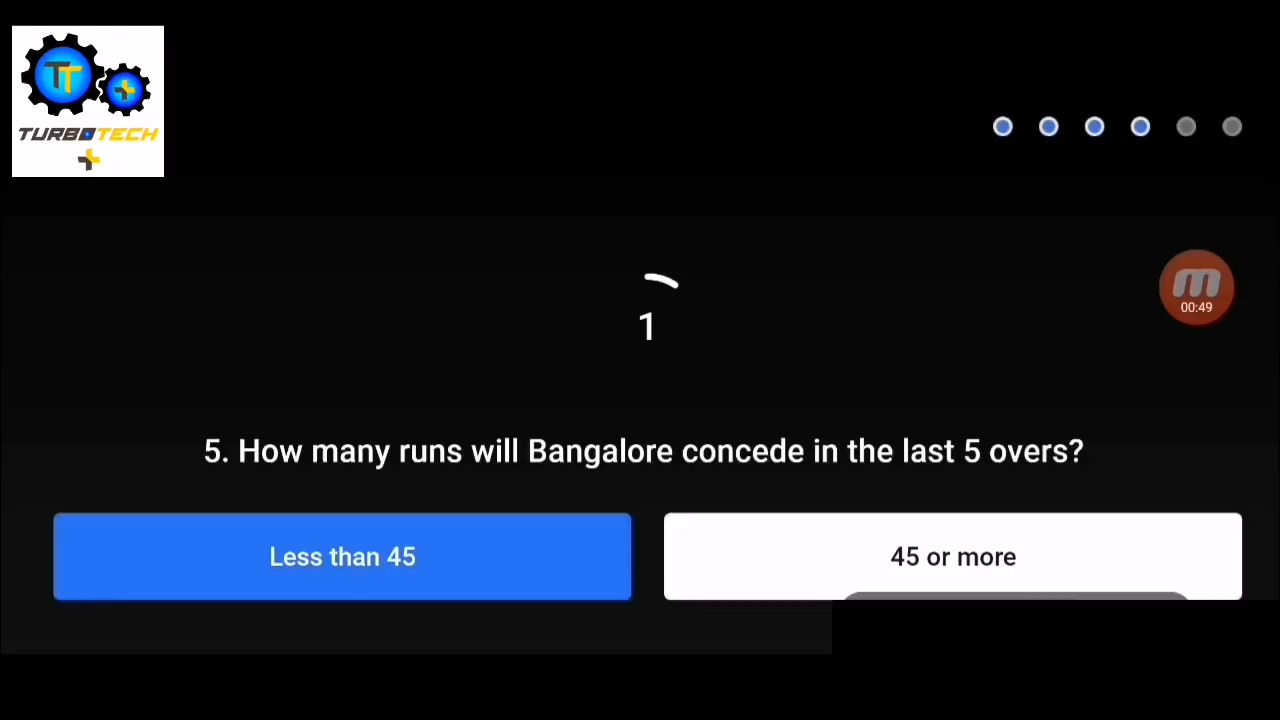 TT
TURBOTECH
00:49
1
5. How many runs will Bangalore concede in the last 5 overs?
Less than 45
45 or more